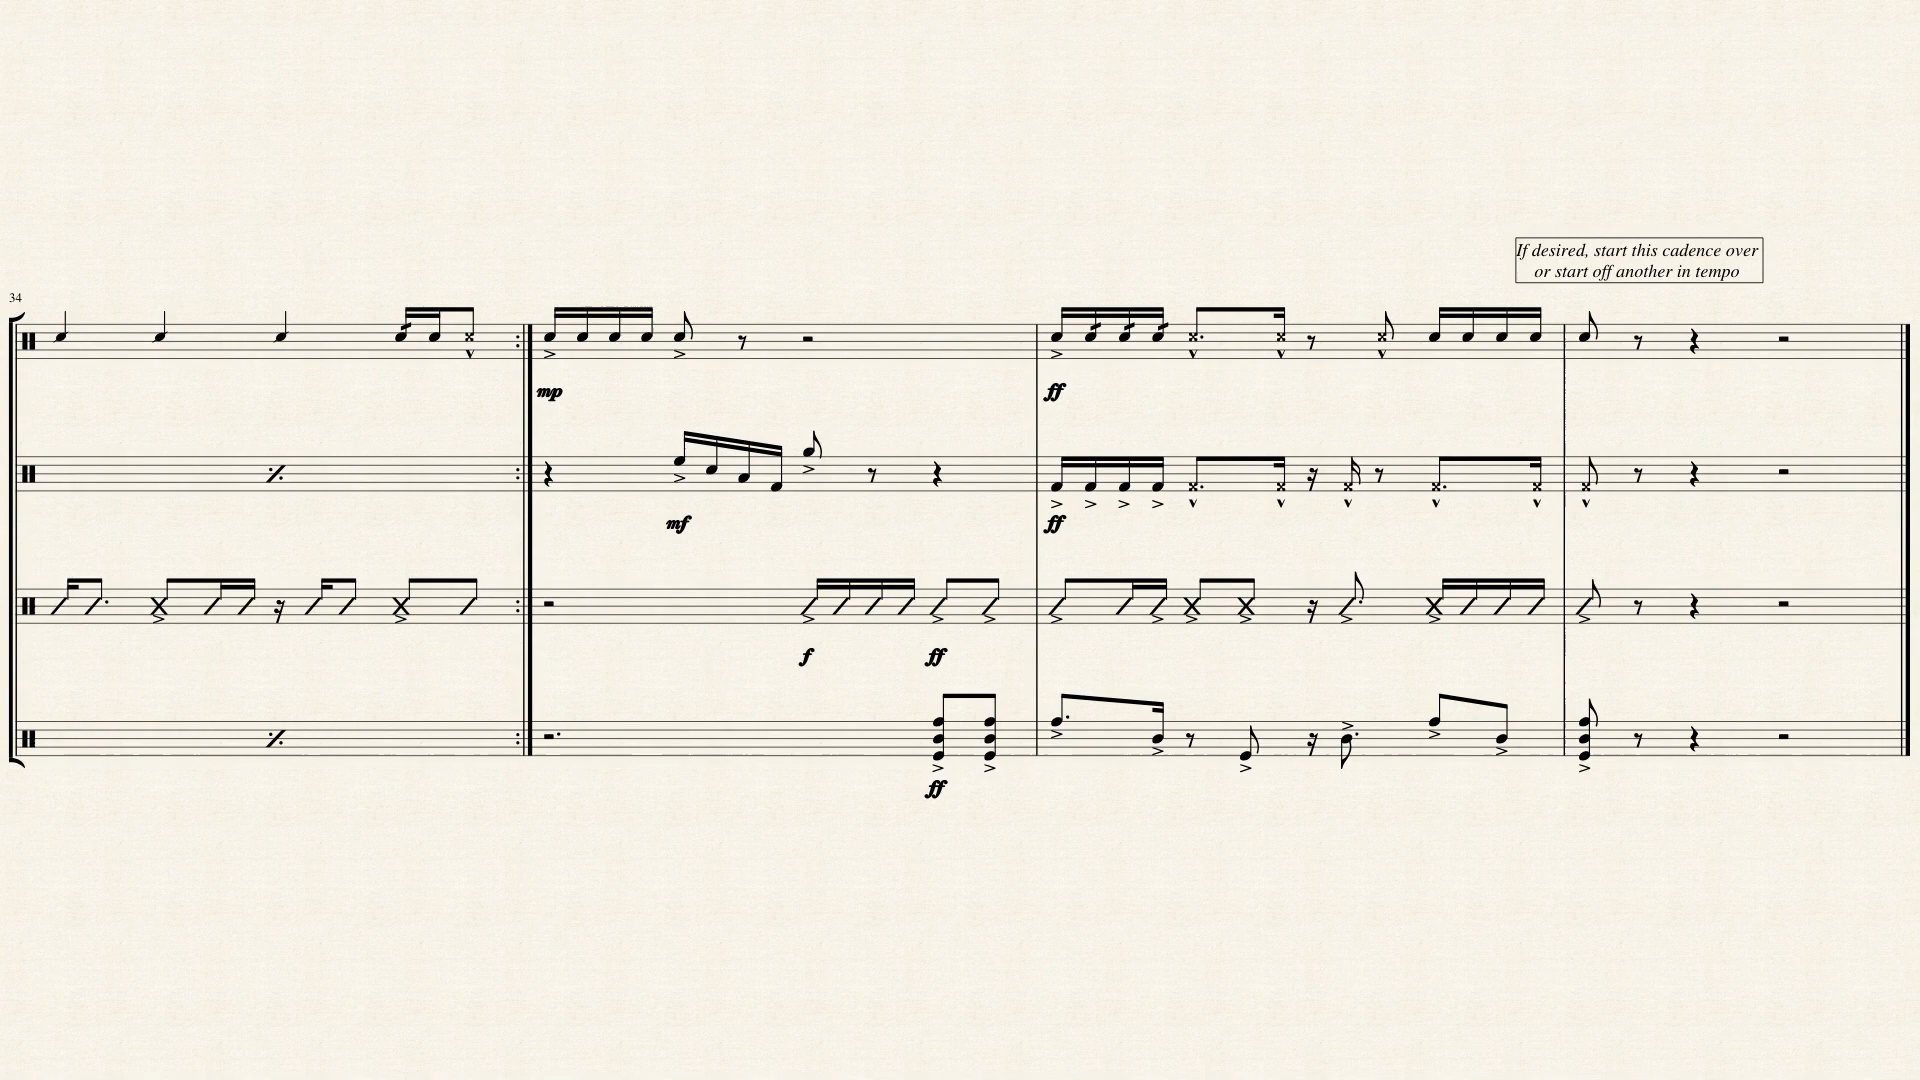 If desired, start this cadence over
or start off another in tempo
34
mp
ff
mf
ff
f
ff
ff